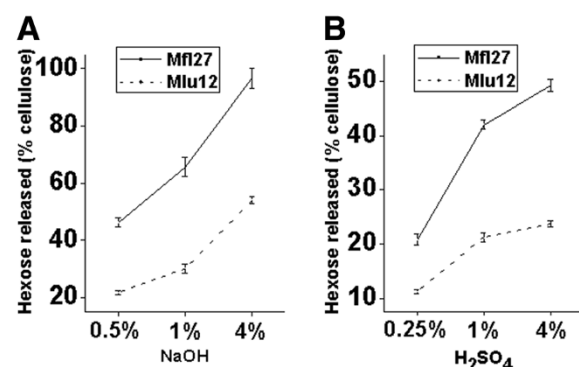 A
Hexose released (% cellulose)
Mfl27
Mlu12
100
80
60
40
20
0.5% 1% 4%
NaOH
B
Hexose released (% cellulose)
Mfl27
Mlu12
50
40
30
20
10
0.25% 1% 4%
H₂SO₄